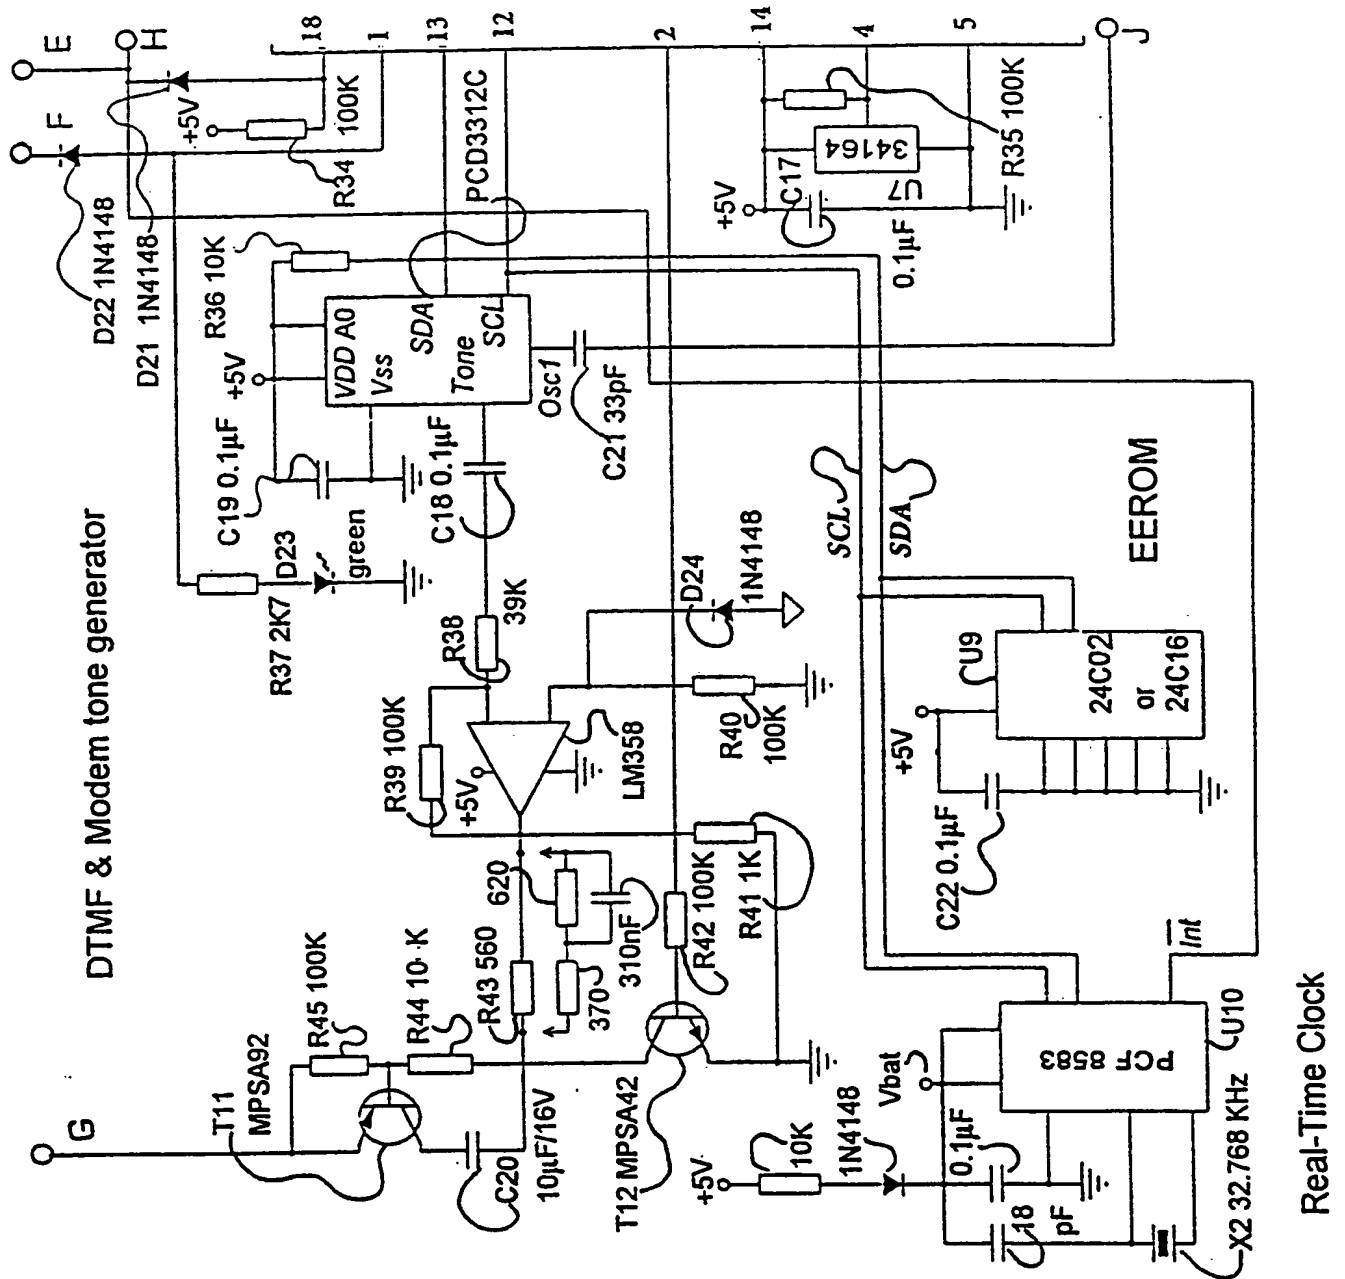 DTMF & Modem tone generator
E
F
H
G
J
18
1
13
12
2
14
4
5
D22 1N4148
D21 1N4148
+5V
R34
100K
R36 10K
PCD3312C
+5V
VDD A0
Vss
SDA
Tone
SCL
Osc1
C19 0.1µF
C18 0.1µF
C21 33pF
R37 2K7
D23
green
R38
39K
R39 100K
+5V
LM358
D24
1N4148
R40
100K
R41 1K
R42 100K
620
310nF
370
R43 560
R44 10 K
R45 100K
T11
MPSA92
C20
10µF/16V
T12 MPSA42
+5V
C17
0.1µF
34164
U7
R35 100K
SCL
SDA
EEROM
U9
24C02
or
24C16
+5V
C22 0.1µF
+5V
10K
1N4148
Vbat
0.1µF
18
pF
PCF
8583
U10
Int
X2 32.768 KHz
Real-Time Clock